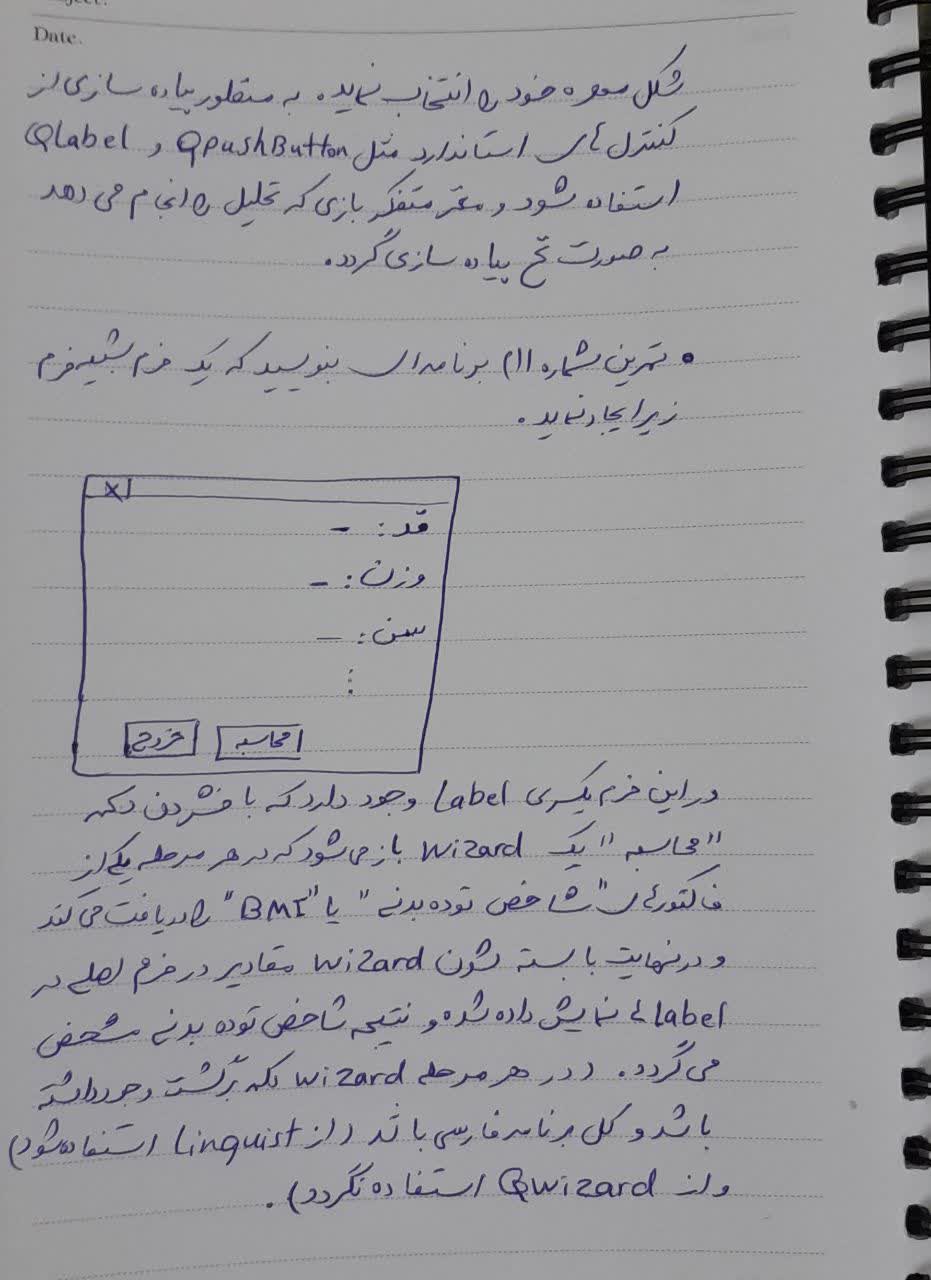 Date.
شکل مهره خود را انتخاب نماید. به منظور پیاده سازی از
کنترل های استاندارد مثل QPushButton و Qlabel
استفاده شود و مغز متفکر بازی که تحلیل را انجام می دهد
به صورت نخ پیاده سازی گردد.
• تمرین شماره ۱۱) برنامه ای بنویسید که یک فرم شبیه فرم
زیر ایجاد نماید.
X
قد: -
وزن: -
سن: -
محاسبه خروج
در این فرم یکسری Label وجود دارد که با فشردن دکمه
"محاسبه" یک wizard باز می شود که در هر مرحله یکی از
فاکتورهای "شاخص توده بدنی" یا "BMI" را دریافت می کند
و در نهایت با بسته شدن wizard مقادیر در فرم اصلی در
label ها نمایش داده شده و نتیجه شاخص توده بدنی مشخص
می گردد. (در هر مرحله wizard دکمه برگشت وجود داشته
باشد و کل برنامه فارسی باشد (از Linquist استفاده شود)
و از Qwizard استفاده نگردد).